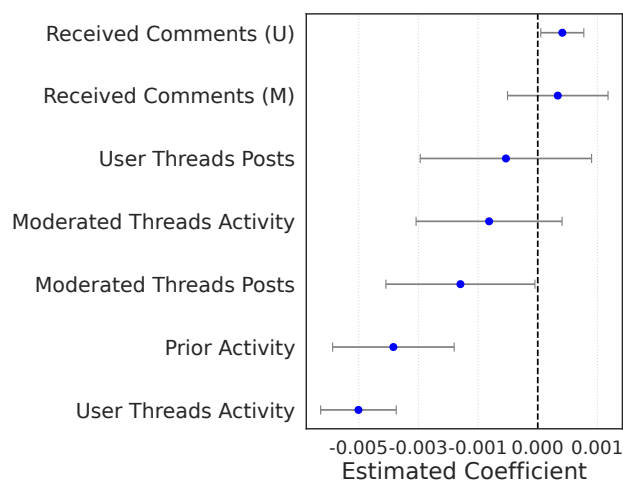 Received Comments (U)
Received Comments (M)
User Threads Posts
Moderated Threads Activity
Moderated Threads Posts
Prior Activity
User Threads Activity
-0.005 -0.003 -0.001 0.000 0.001
Estimated Coefficient